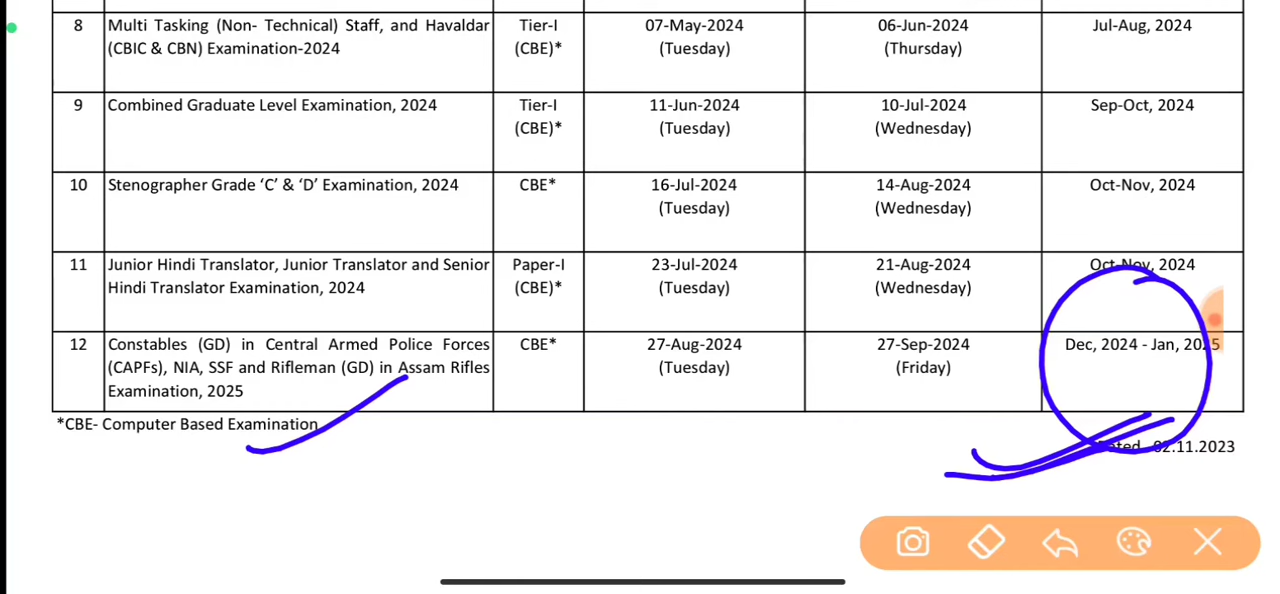 8 Multi Tasking (Non- Technical) Staff, and Havaldar Tier-I 07-May-2024 06-Jun-2024 Jul-Aug, 2024
(CBIC & CBN) Examination-2024 (CBE)* (Tuesday) (Thursday)
9 Combined Graduate Level Examination, 2024 Tier-I 11-Jun-2024 10-Jul-2024 Sep-Oct, 2024
(CBE)* (Tuesday) (Wednesday)
10 Stenographer Grade ‘C’ & ‘D’ Examination, 2024 CBE* 16-Jul-2024 14-Aug-2024 Oct-Nov, 2024
(Tuesday) (Wednesday)
11 Junior Hindi Translator, Junior Translator and Senior Paper-I 23-Jul-2024 21-Aug-2024 Oct-Nov, 2024
Hindi Translator Examination, 2024 (CBE)* (Tuesday) (Wednesday)
12 Constables (GD) in Central Armed Police Forces CBE* 27-Aug-2024 27-Sep-2024 Dec, 2024 - Jan, 2025
(CAPFs), NIA, SSF and Rifleman (GD) in Assam Rifles (Tuesday) (Friday)
Examination, 2025
*CBE- Computer Based Examination
Dated 02.11.2023